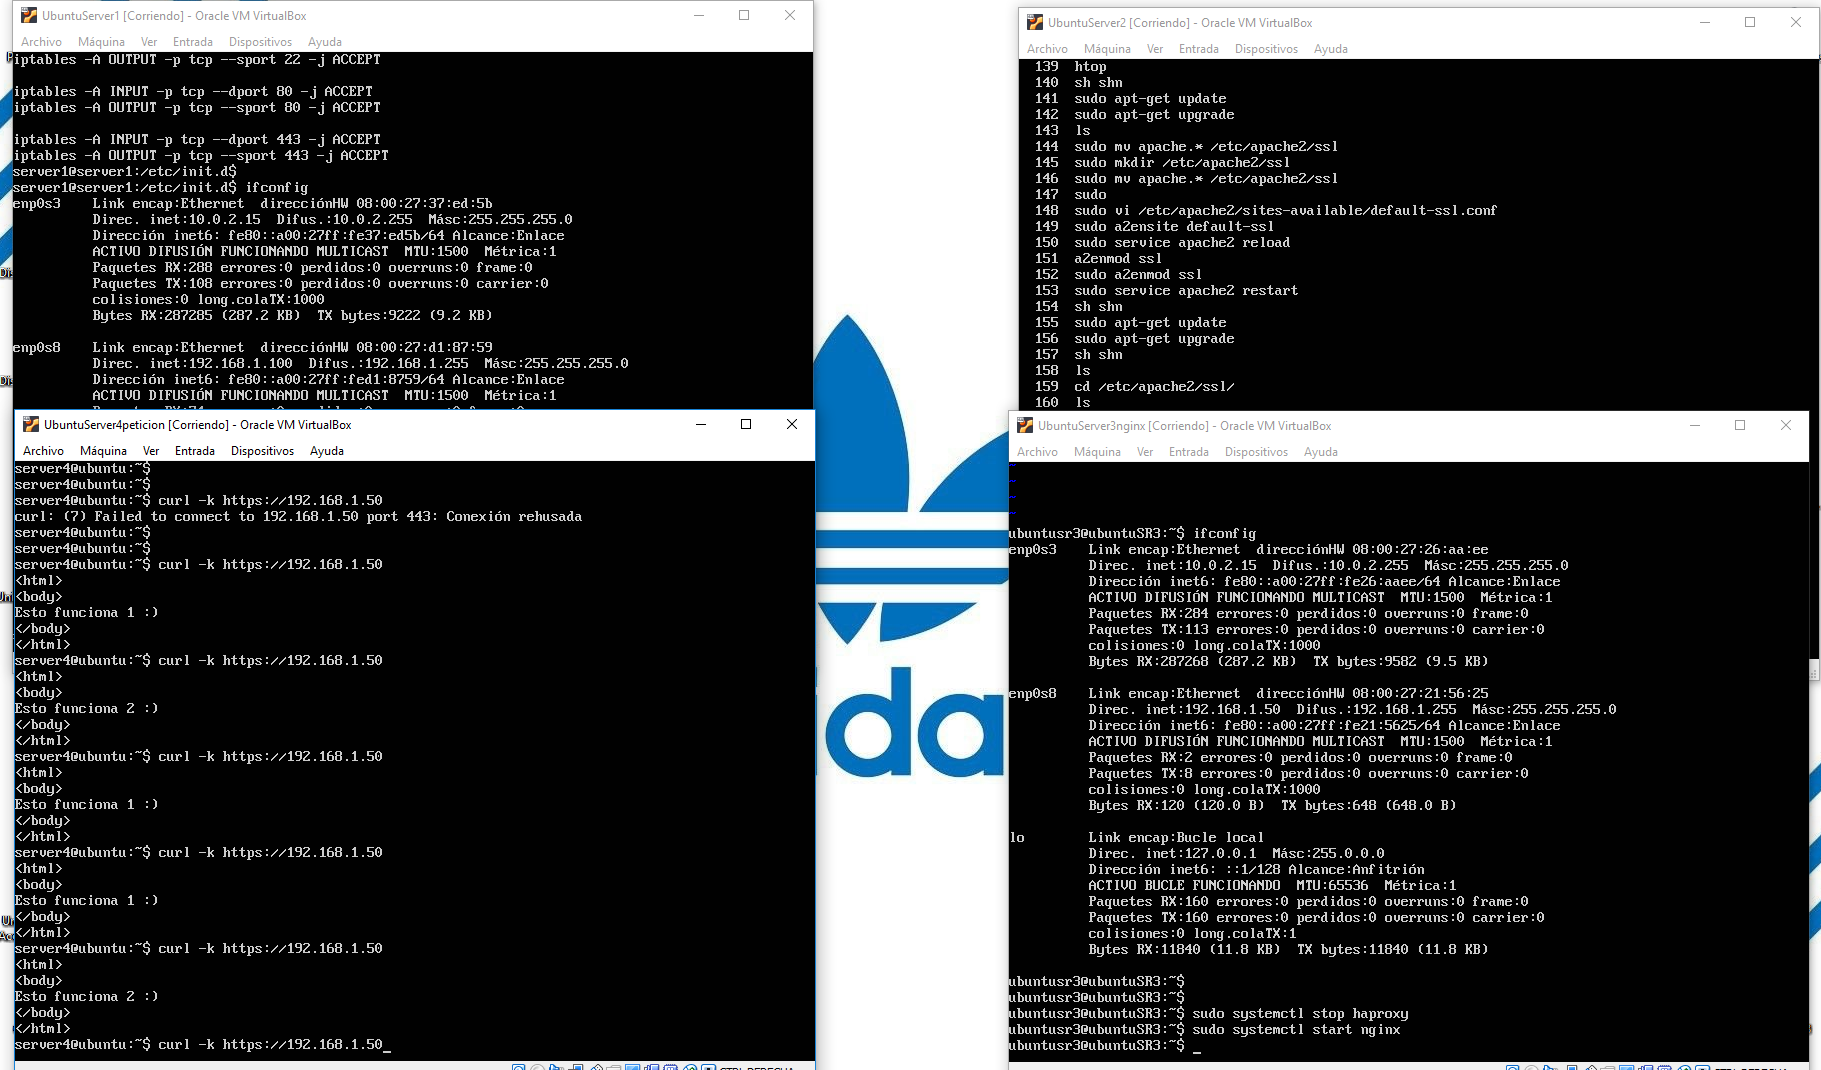 UbuntuServer1 [Corriendo] - Oracle VM VirtualBox
Archivo Máquina Ver Entrada Dispositivos Ayuda
iptables -A OUTPUT -p tcp --sport 22 -j ACCEPT
iptables -A INPUT -p tcp --dport 80 -j ACCEPT
iptables -A OUTPUT -p tcp --sport 80 -j ACCEPT
iptables -A INPUT -p tcp --dport 443 -j ACCEPT
iptables -A OUTPUT -p tcp --sport 443 -j ACCEPT
server1@server1:/etc/init.d$
server1@server1:/etc/init.d$ ifconfig
enp0s3 Link encap:Ethernet direcciónHW 08:00:27:37:ed:5b
Direc. inet:10.0.2.15 Difus.:10.0.2.255 Másc:255.255.255.0
Dirección inet6: fe80::a00:27ff:fe37:ed5b/64 Alcance:Enlace
ACTIVO DIFUSIÓN FUNCIONANDO MULTICAST MTU:1500 Métrica:1
Paquetes RX:288 errores:0 perdidos:0 overruns:0 frame:0
Paquetes TX:108 errores:0 perdidos:0 overruns:0 carrier:0
colisiones:0 long.colaTX:1000
Bytes RX:287285 (287.2 KB) TX bytes:9222 (9.2 KB)
enp0s8 Link encap:Ethernet direcciónHW 08:00:27:d1:87:59
Direc. inet:192.168.1.100 Difus.:192.168.1.255 Másc:255.255.255.0
Dirección inet6: fe80::a00:27ff:fed1:8759/64 Alcance:Enlace
ACTIVO DIFUSIÓN FUNCIONANDO MULTICAST MTU:1500 Métrica:1
UbuntuServer2 [Corriendo] - Oracle VM VirtualBox
Archivo Máquina Ver Entrada Dispositivos Ayuda
139 htop
140 sh shn
141 sudo apt-get update
142 sudo apt-get upgrade
143 ls
144 sudo mv apache.* /etc/apache2/ssl
145 sudo mkdir /etc/apache2/ssl
146 sudo mv apache.* /etc/apache2/ssl
147 sudo
148 sudo vi /etc/apache2/sites-available/default-ssl.conf
149 sudo a2ensite default-ssl
150 sudo service apache2 reload
151 a2enmod ssl
152 sudo a2enmod ssl
153 sudo service apache2 restart
154 sh shn
155 sudo apt-get update
156 sudo apt-get upgrade
157 sh shn
158 ls
159 cd /etc/apache2/ssl/
160 ls
UbuntuServer4peticion [Corriendo] - Oracle VM VirtualBox
Archivo Máquina Ver Entrada Dispositivos Ayuda
server4@ubuntu:~$
server4@ubuntu:~$
server4@ubuntu:~$ curl -k https://192.168.1.50
curl: (7) Failed to connect to 192.168.1.50 port 443: Conexión rehusada
server4@ubuntu:~$
server4@ubuntu:~$
server4@ubuntu:~$ curl -k https://192.168.1.50
<html>
<body>
Esto funciona 1 :)
</body>
</html>
server4@ubuntu:~$ curl -k https://192.168.1.50
<html>
<body>
Esto funciona 2 :)
</body>
</html>
server4@ubuntu:~$ curl -k https://192.168.1.50
<html>
<body>
Esto funciona 1 :)
</body>
</html>
server4@ubuntu:~$ curl -k https://192.168.1.50
<html>
<body>
Esto funciona 1 :)
</body>
</html>
server4@ubuntu:~$ curl -k https://192.168.1.50
<html>
<body>
Esto funciona 2 :)
</body>
</html>
server4@ubuntu:~$ curl -k https://192.168.1.50_
UbuntuServer3nginx [Corriendo] - Oracle VM VirtualBox
Archivo Máquina Ver Entrada Dispositivos Ayuda
ubuntusr3@ubuntuSR3:~$ ifconfig
enp0s3 Link encap:Ethernet direcciónHW 08:00:27:26:aa:ee
Direc. inet:10.0.2.15 Difus.:10.0.2.255 Másc:255.255.255.0
Dirección inet6: fe80::a00:27ff:fe26:aaee/64 Alcance:Enlace
ACTIVO DIFUSIÓN FUNCIONANDO MULTICAST MTU:1500 Métrica:1
Paquetes RX:284 errores:0 perdidos:0 overruns:0 frame:0
Paquetes TX:113 errores:0 perdidos:0 overruns:0 carrier:0
colisiones:0 long.colaTX:1000
Bytes RX:287268 (287.2 KB) TX bytes:9582 (9.5 KB)
enp0s8 Link encap:Ethernet direcciónHW 08:00:27:21:56:25
Direc. inet:192.168.1.50 Difus.:192.168.1.255 Másc:255.255.255.0
Dirección inet6: fe80::a00:27ff:fe21:5625/64 Alcance:Enlace
ACTIVO DIFUSIÓN FUNCIONANDO MULTICAST MTU:1500 Métrica:1
Paquetes RX:2 errores:0 perdidos:0 overruns:0 frame:0
Paquetes TX:8 errores:0 perdidos:0 overruns:0 carrier:0
colisiones:0 long.colaTX:1000
Bytes RX:120 (120.0 B) TX bytes:648 (648.0 B)
lo Link encap:Bucle local
Direc. inet:127.0.0.1 Másc:255.0.0.0
Dirección inet6: ::1/128 Alcance:Anfitrión
ACTIVO BUCLE FUNCIONANDO MTU:65536 Métrica:1
Paquetes RX:160 errores:0 perdidos:0 overruns:0 frame:0
Paquetes TX:160 errores:0 perdidos:0 overruns:0 carrier:0
colisiones:0 long.colaTX:1
Bytes RX:11840 (11.8 KB) TX bytes:11840 (11.8 KB)
ubuntusr3@ubuntuSR3:~$
ubuntusr3@ubuntuSR3:~$
ubuntusr3@ubuntuSR3:~$ sudo systemctl stop haproxy
ubuntusr3@ubuntuSR3:~$ sudo systemctl start nginx
ubuntusr3@ubuntuSR3:~$ _
ida